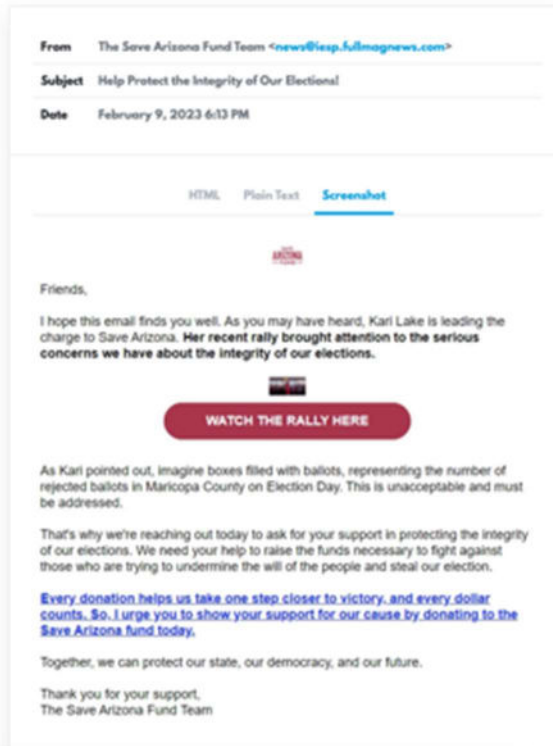 From The Save Arizona Fund Team <news@iesp.fullmagnews.com>
Subject Help Protect the Integrity of Our Elections!
Date February 9, 2023 6:13 PM
HTML Plain Text Screenshot
SAVE
ARIZONA
FUND
Friends,
I hope this email finds you well. As you may have heard, Kari Lake is leading the
charge to Save Arizona. Her recent rally brought attention to the serious
concerns we have about the integrity of our elections.
WATCH THE RALLY HERE
As Kari pointed out, imagine boxes filled with ballots, representing the number of
rejected ballots in Maricopa County on Election Day. This is unacceptable and must
be addressed.
That's why we're reaching out today to ask for your support in protecting the integrity
of our elections. We need your help to raise the funds necessary to fight against
those who are trying to undermine the will of the people and steal our election.
Every donation helps us take one step closer to victory, and every dollar
counts. So, I urge you to show your support for our cause by donating to the
Save Arizona fund today.
Together, we can protect our state, our democracy, and our future.
Thank you for your support,
The Save Arizona Fund Team